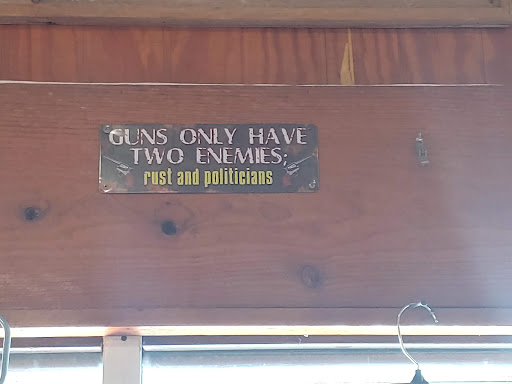 GUNS ONLY HAVE
TWO ENEMIES;
rust and politicians